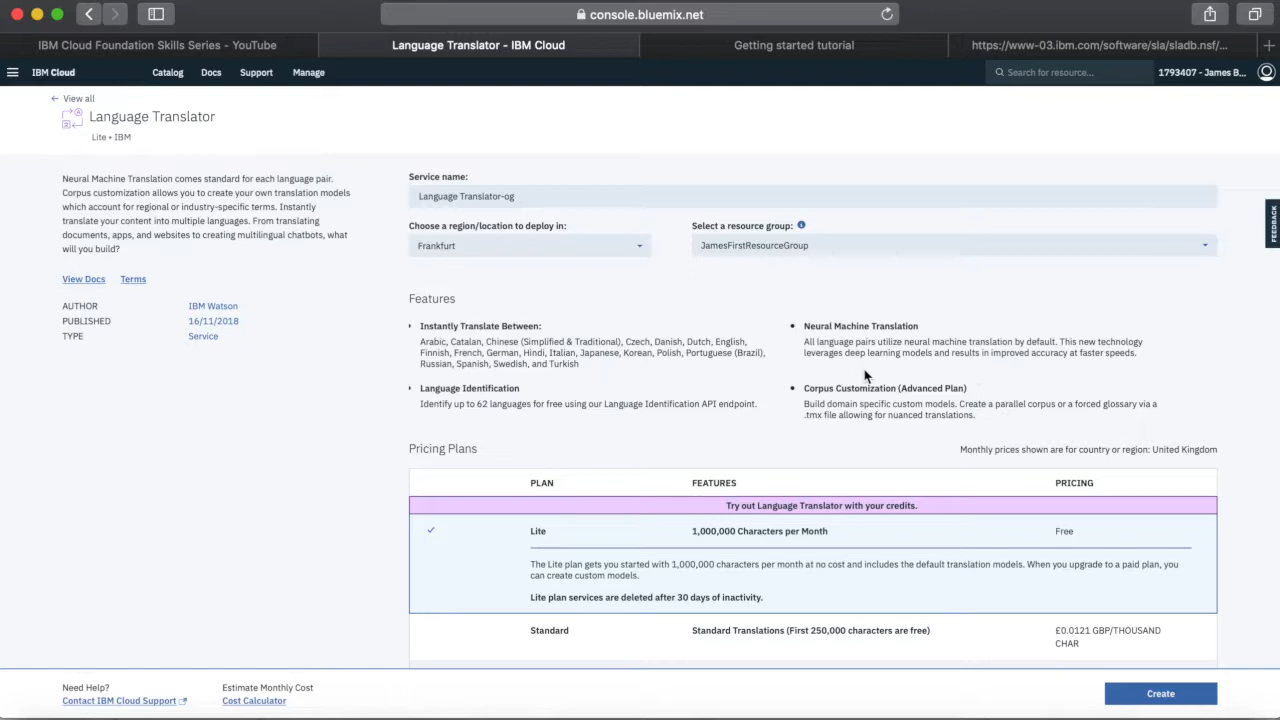 console.bluemix.net
IBM Cloud Foundation Skills Series - YouTube
Language Translator - IBM Cloud
Getting started tutorial
https://www-03.ibm.com/software/sla/sladb.nsf/...
IBM Cloud
Catalog
Docs
Support
Manage
Search for resource...
1793407 - James B...
← View all
Language Translator
Lite • IBM
Neural Machine Translation comes standard for each language pair.
Corpus customization allows you to create your own translation models
which account for regional or industry-specific terms. Instantly
translate your content into multiple languages. From translating
documents, apps, and websites to creating multilingual chatbots, what
will you build?
View Docs
Terms
AUTHOR
IBM Watson
PUBLISHED
16/11/2018
TYPE
Service
Service name:
Language Translator-og
Choose a region/location to deploy in:
Frankfurt
Select a resource group:
JamesFirstResourceGroup
FEEDBACK
Features
Instantly Translate Between:
Arabic, Catalan, Chinese (Simplified & Traditional), Czech, Danish, Dutch, English,
Finnish, French, German, Hindi, Italian, Japanese, Korean, Polish, Portuguese (Brazil),
Russian, Spanish, Swedish, and Turkish
• Neural Machine Translation
All language pairs utilize neural machine translation by default. This new technology
leverages deep learning models and results in improved accuracy at faster speeds.
Language Identification
Identify up to 62 languages for free using our Language Identification API endpoint.
• Corpus Customization (Advanced Plan)
Build domain specific custom models. Create a parallel corpus or a forced glossary via a
.tmx file allowing for nuanced translations.
Pricing Plans
Monthly prices shown are for country or region: United Kingdom
PLAN
FEATURES
PRICING
Try out Language Translator with your credits.
Lite
1,000,000 Characters per Month
Free
The Lite plan gets you started with 1,000,000 characters per month at no cost and includes the default translation models. When you upgrade to a paid plan, you
can create custom models.
Lite plan services are deleted after 30 days of inactivity.
Standard
Standard Translations (First 250,000 characters are free)
£0.0121 GBP/THOUSAND
CHAR
Need Help?
Contact IBM Cloud Support
Estimate Monthly Cost
Cost Calculator
Create